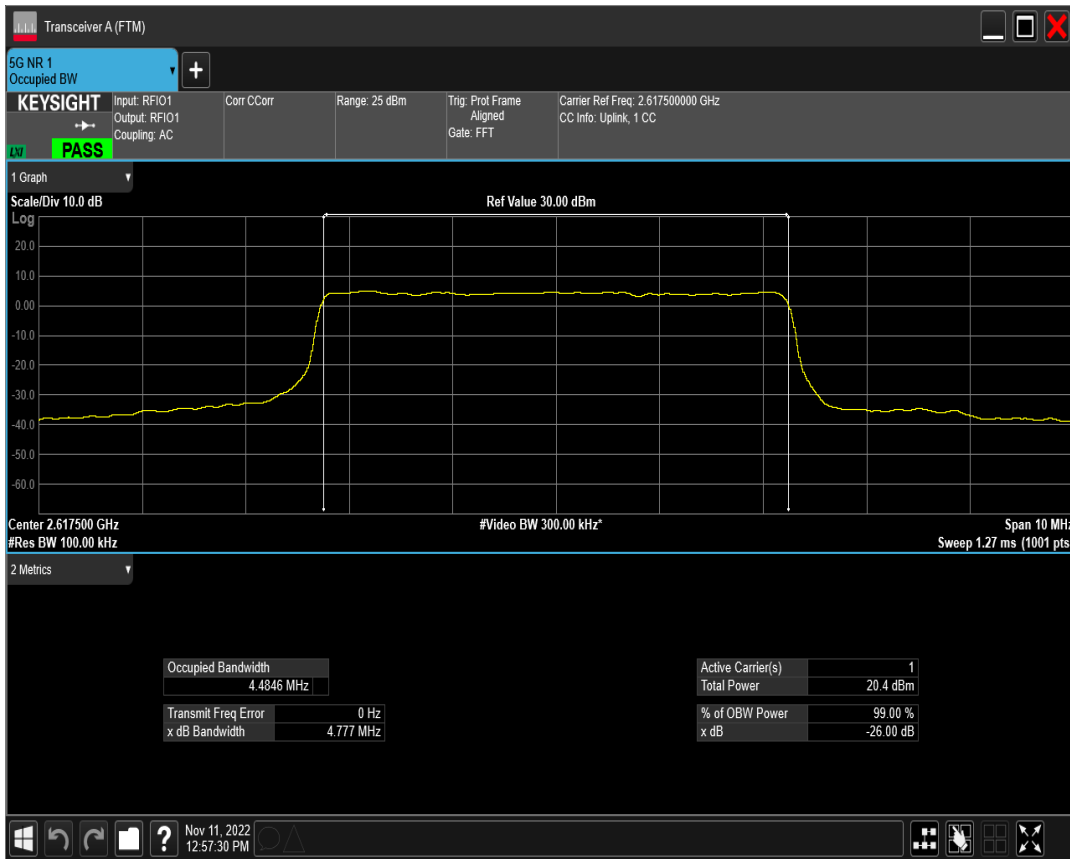 Transceiver A (FTM)
5G NR 1
Occupied BW
+
KEYSIGHT
LXI
PASS
Input: RFIO1
Output: RFIO1
Coupling: AC
Corr CCorr
Range: 25 dBm
Trig: Prot Frame
Aligned
Gate: FFT
Carrier Ref Freq: 2.617500000 GHz
CC Info: Uplink, 1 CC
1 Graph
Scale/Div 10.0 dB
Ref Value 30.00 dBm
Log
20.0
10.0
0.00
-10.0
-20.0
-30.0
-40.0
-50.0
-60.0
Center 2.617500 GHz
#Video BW 300.00 kHz*
Span 10 MHz
#Res BW 100.00 kHz
Sweep 1.27 ms (1001 pts
2 Metrics
Occupied Bandwidth
4.4846 MHz
Transmit Freq Error 0 Hz
x dB Bandwidth 4.777 MHz
Active Carrier(s) 1
Total Power 20.4 dBm
% of OBW Power 99.00 %
x dB -26.00 dB
?
Nov 11, 2022
12:57:30 PM